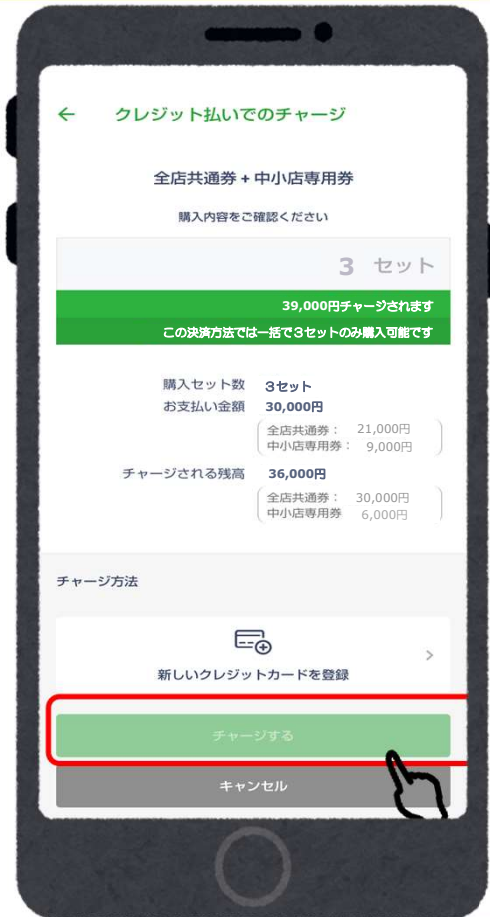 クレジット払いでのチャージ
全店共通券 + 中小店専用券
購入内容をご確認ください
3 セット
39,000円チャージされます
この決済方法では一括で3セットのみ購入可能です
購入セット数 3セット
お支払い金額 30,000円
全店共通券： 21,000円
中小店専用券： 9,000円
チャージされる残高 36,000円
全店共通券： 30,000円
中小店専用券 6,000円
チャージ方法
新しいクレジットカードを登録
チャージする
キャンセル